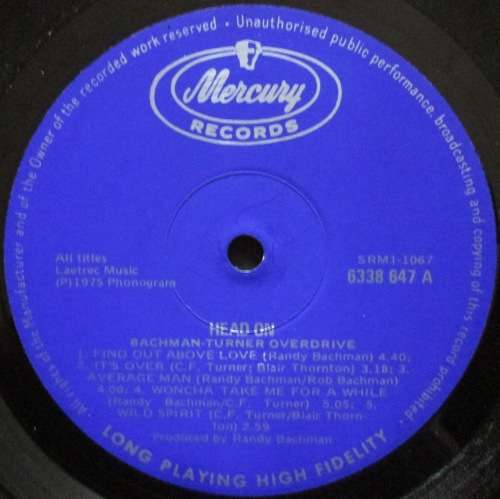 All rights of the Manufacturer and of the Owner of the recorded work reserved · Unauthorised public performance, broadcasting and copying of this record prohibited.
Mercury
RECORDS
All titles
Laetrec Music
(P)1975 Phonogram
SRM1-1067
6338 647 A
HEAD ON
BACHMAN-TURNER OVERDRIVE
1. FIND OUT ABOVE LOVE (Randy Bachman) 4.40;
2. IT'S OVER (C.F. Turner; Blair Thornton) 3.18; 3.
AVERAGE MAN (Randy Bachman/Rob Bachman)
4.00; 4. WONCHA TAKE ME FOR A WHILE
(Randy Bachman/C.F. Turner) 5.05; 5.
WILD SPIRIT (C.F. Turner/Blair Thorn-
ton) 2.59
Produced by Randy Bachman
LONG PLAYING HIGH FIDELITY